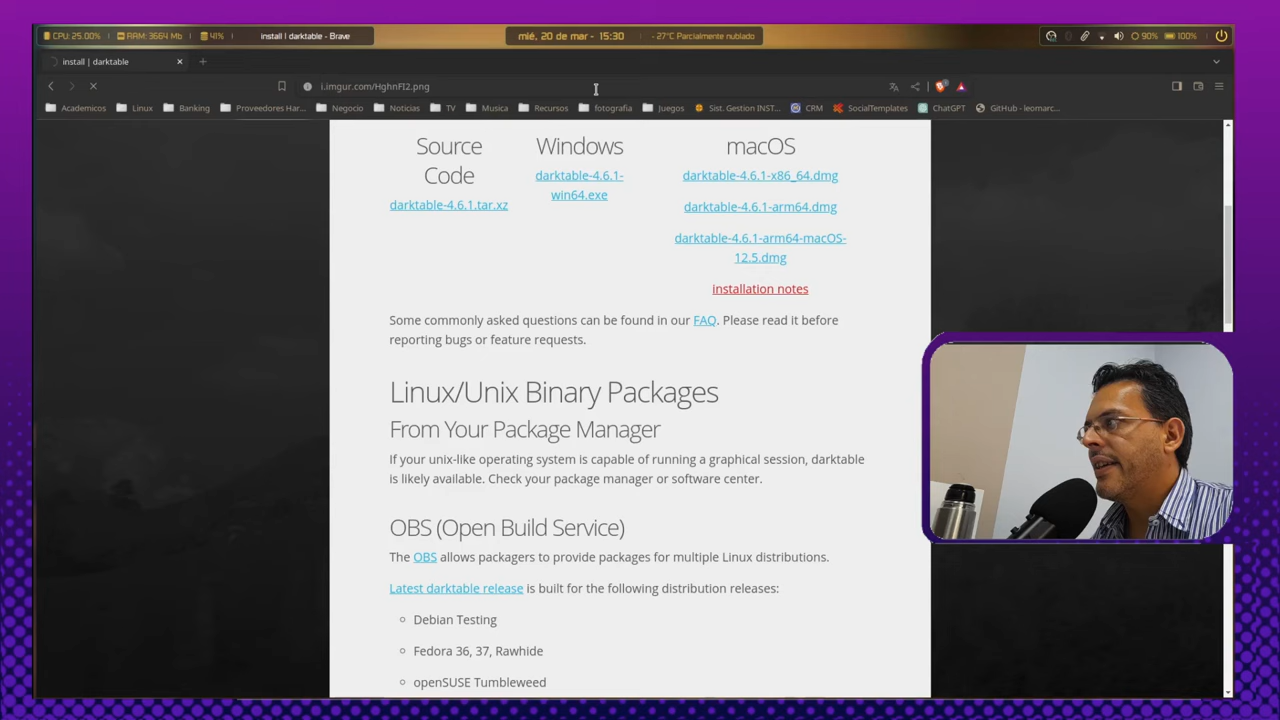 CPU: 25.00% RAM: 3664 Mb 41% install | darktable - Brave mié, 20 de mar - 15:30 - 27°C Parcialmente nublado 90% 100%
install | darktable
i.imgur.com/HghnFI2.png
Academicos Linux Banking Proveedores Har... Negocio Noticias TV Musica Recursos fotografia Juegos Sist. Gestion INST... CRM SocialTemplates ChatGPT GitHub - leomarc...
Source
Code
darktable-4.6.1.tar.xz
Windows
darktable-4.6.1-
win64.exe
macOS
darktable-4.6.1-x86_64.dmg
darktable-4.6.1-arm64.dmg
darktable-4.6.1-arm64-macOS-
12.5.dmg
installation notes
Some commonly asked questions can be found in our FAQ. Please read it before
reporting bugs or feature requests.
Linux/Unix Binary Packages
From Your Package Manager
If your unix-like operating system is capable of running a graphical session, darktable
is likely available. Check your package manager or software center.
OBS (Open Build Service)
The OBS allows packagers to provide packages for multiple Linux distributions.
Latest darktable release is built for the following distribution releases:
Debian Testing
Fedora 36, 37, Rawhide
openSUSE Tumbleweed